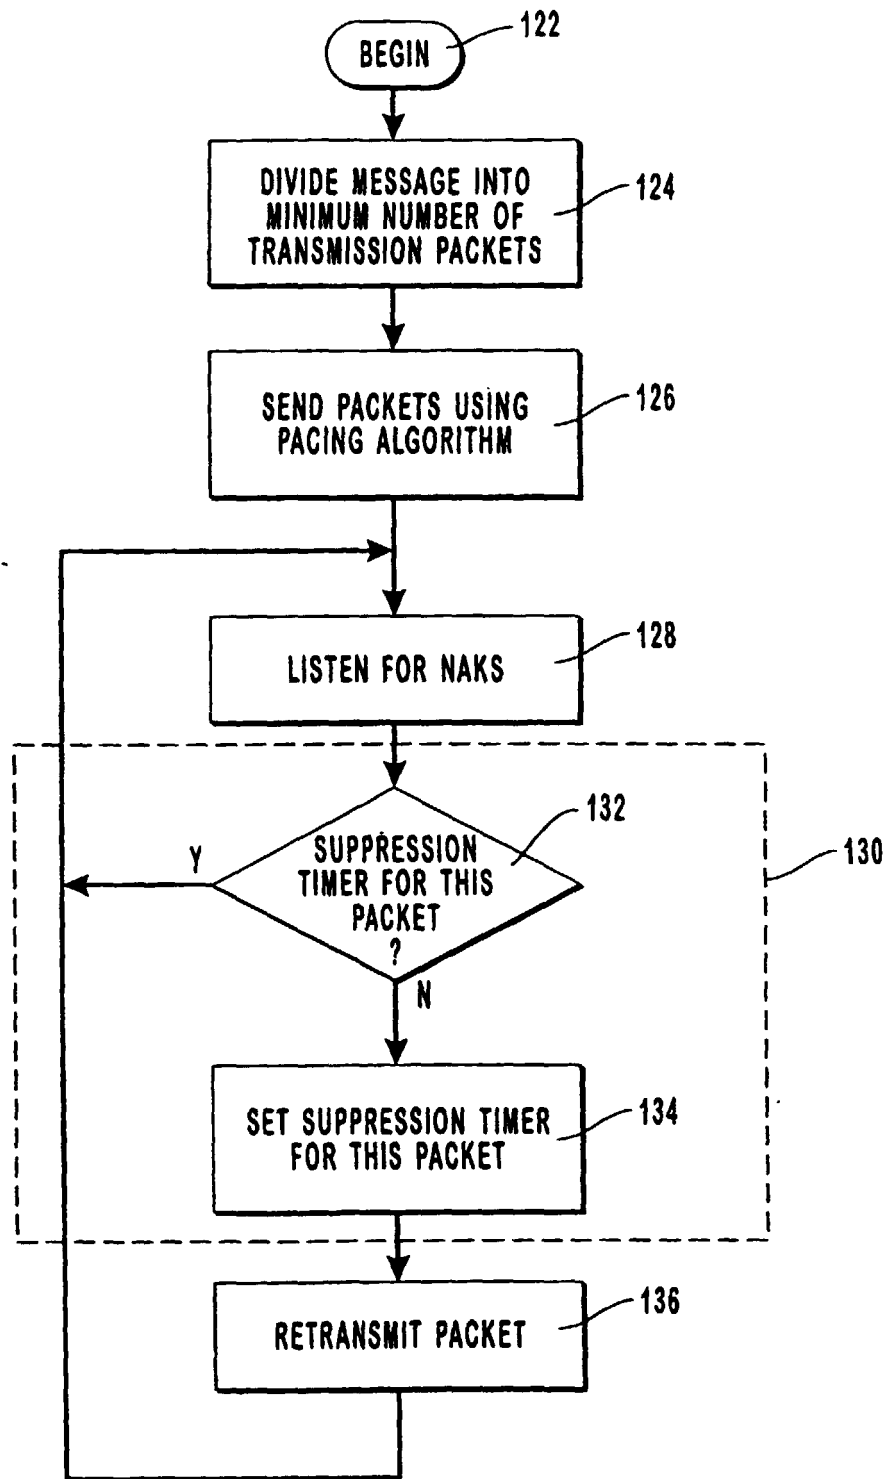 BEGIN
122
DIVIDE MESSAGE INTO
MINIMUM NUMBER OF
TRANSMISSION PACKETS
124
SEND PACKETS USING
PACING ALGORITHM
126
LISTEN FOR NAKS
128
130
SUPPRESSION
TIMER FOR THIS
PACKET
?
132
Y
N
SET SUPPRESSION TIMER
FOR THIS PACKET
134
RETRANSMIT PACKET
136